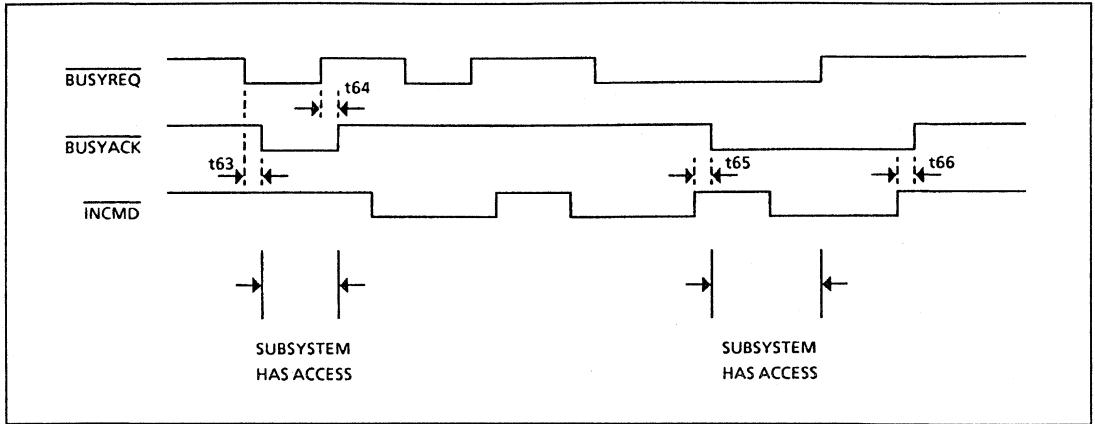 BUSYREQ
t64
BUSYACK
t63
t65
t66
INCMD
SUBSYSTEM
HAS ACCESS
SUBSYSTEM
HAS ACCESS